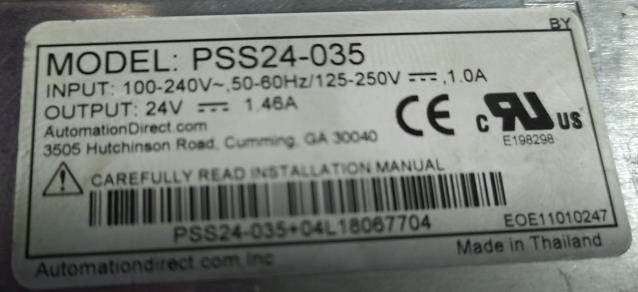 BY
MODEL: PSS24-035
INPUT: 100-240V~,50-60Hz/125-250V ⎓,1.0A
OUTPUT: 24V ⎓ 1.46A
AutomationDirect.com
3505 Hutchinson Road, Cumming, GA 30040
CE c RU US
E198298
CAREFULLY READ INSTALLATION MANUAL
PSS24-035+04L18067704
EOE11010247
Made in Thailand
Automationdirect.com,Inc